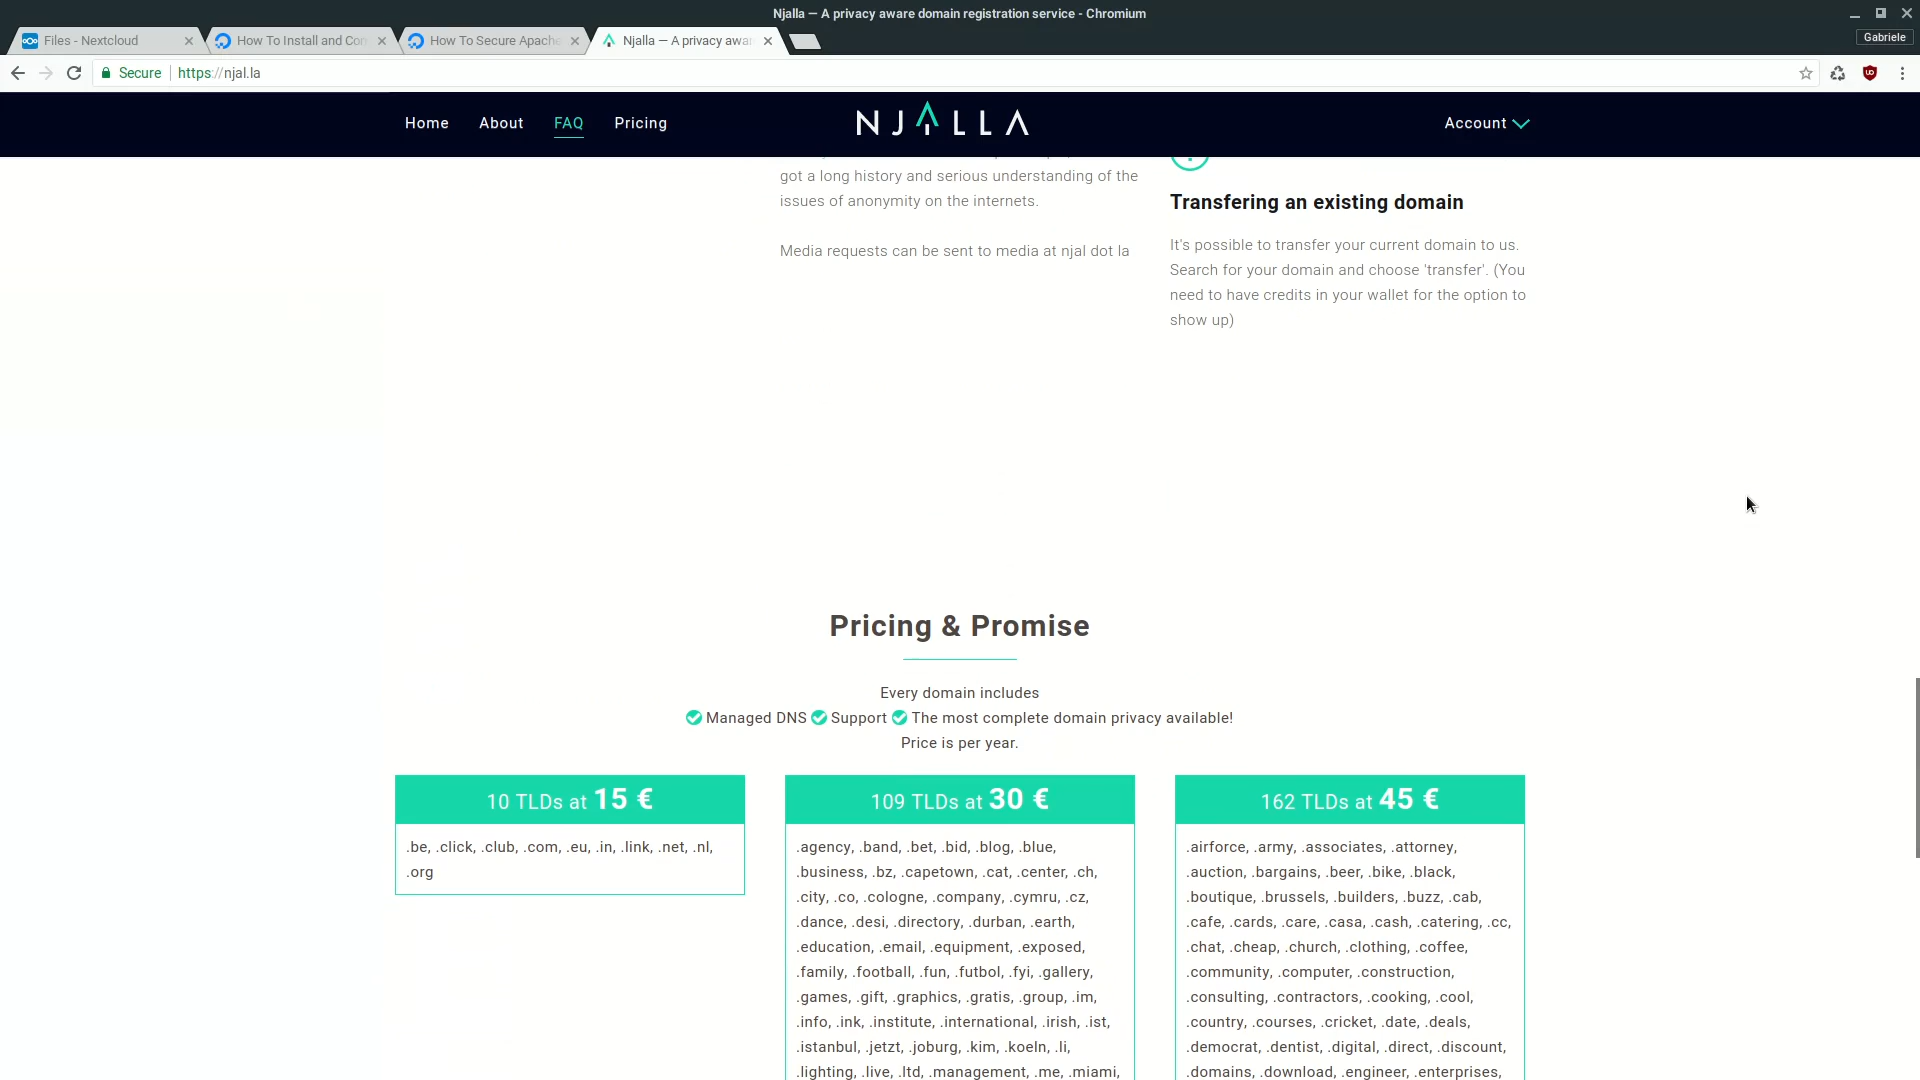 Njalla — A privacy aware domain registration service - Chromium
Files - Nextcloud
How To Install and Con
How To Secure Apache
Njalla — A privacy awar
Gabriele
Secure
https://njal.la
Home
About
FAQ
Pricing
NJALLA
Account
got a long history and serious understanding of the
issues of anonymity on the internets.
Media requests can be sent to media at njal dot la
Transfering an existing domain
It's possible to transfer your current domain to us.
Search for your domain and choose 'transfer'. (You
need to have credits in your wallet for the option to
show up)
Pricing & Promise
Every domain includes
Managed DNS Support The most complete domain privacy available!
Price is per year.
10 TLDs at 15 €
.be, .click, .club, .com, .eu, .in, .link, .net, .nl,
.org
109 TLDs at 30 €
.agency, .band, .bet, .bid, .blog, .blue,
.business, .bz, .capetown, .cat, .center, .ch,
.city, .co, .cologne, .company, .cymru, .cz,
.dance, .desi, .directory, .durban, .earth,
.education, .email, .equipment, .exposed,
.family, .football, .fun, .futbol, .fyi, .gallery,
.games, .gift, .graphics, .gratis, .group, .im,
.info, .ink, .institute, .international, .irish, .ist,
.istanbul, .jetzt, .joburg, .kim, .koeln, .li,
.lighting, .live, .ltd, .management, .me, .miami,
162 TLDs at 45 €
.airforce, .army, .associates, .attorney,
.auction, .bargains, .beer, .bike, .black,
.boutique, .brussels, .builders, .buzz, .cab,
.cafe, .cards, .care, .casa, .cash, .catering, .cc,
.chat, .cheap, .church, .clothing, .coffee,
.community, .computer, .construction,
.consulting, .contractors, .cooking, .cool,
.country, .courses, .cricket, .date, .deals,
.democrat, .dentist, .digital, .direct, .discount,
.domains, .download, .engineer, .enterprises,